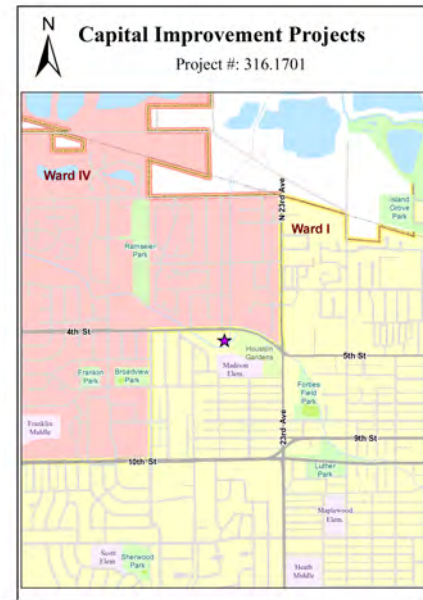 N
Capital Improvement Projects
Project #: 316.1701
Ward IV
N 23rd Ave
Ward I
Island
Grove
Park
Ramseier
Park
4th St
Houston
Gardens
5th St
Madison
Elem.
Franklin
Park
Broadview
Park
Forbes
Field
Park
Franklin
Middle
23rd Ave
9th St
10th St
Luther
Park
Maplewood
Elem.
Scott
Elem.
Sherwood
Park
Heath
Middle